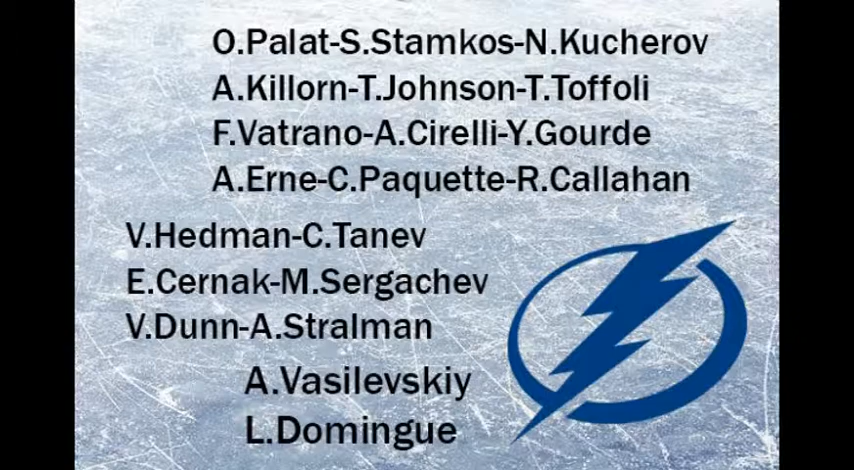 O.Palat-S.Stamkos-N.Kucherov
A.Killorn-T.Johnson-T.Toffoli
F.Vatrano-A.Cirelli-Y.Gourde
A.Erne-C.Paquette-R.Callahan
V.Hedman-C.Tanev
E.Cernak-M.Sergachev
V.Dunn-A.Stralman
A.Vasilevskiy
L.Domingue